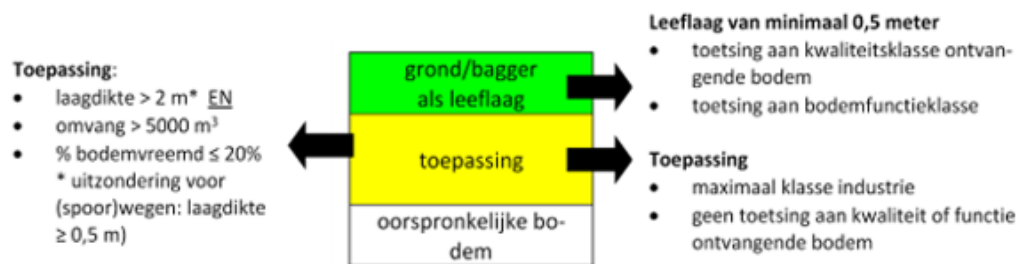 Toepassing:
• laagdikte > 2 m* EN
• omvang > 5000 m³
• % bodemvreemd ≤ 20%
* uitzondering voor
(spoor)wegen: laagdikte
≥ 0,5 m)
grond/bagger
als leeflaag
toepassing
oorspronkelijke bo-
dem
Leeflaag van minimaal 0,5 meter
• toetsing aan kwaliteitsklasse ontvan-
gende bodem
• toetsing aan bodemfunctieklasse
Toepassing
• maximaal klasse industrie
• geen toetsing aan kwaliteit of functie
ontvangende bodem